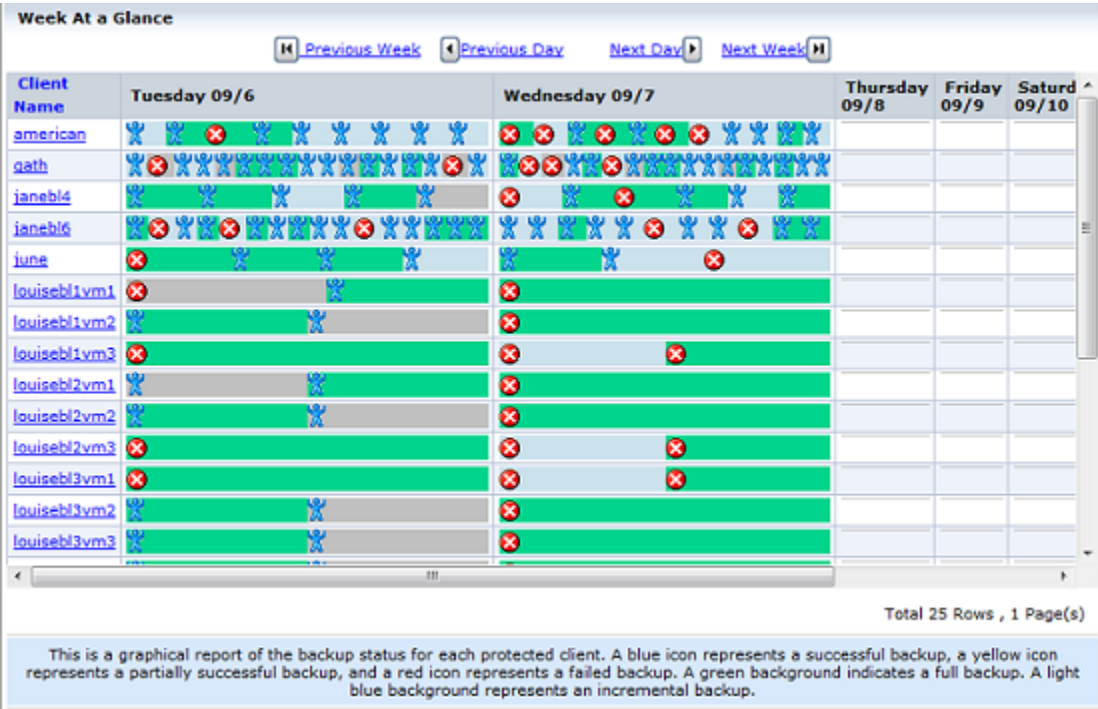 Week At a Glance
Previous Week Previous Day Next Day Next Week
Client Name Tuesday 09/6 Wednesday 09/7 Thursday 09/8 Friday 09/9 Saturd 09/10
american
qath
janebl4
janebl6
june
louisebl1vm1
louisebl1vm2
louisebl1vm3
louisebl2vm1
louisebl2vm2
louisebl2vm3
louisebl3vm1
louisebl3vm2
louisebl3vm3
Total 25 Rows , 1 Page(s)
This is a graphical report of the backup status for each protected client. A blue icon represents a successful backup, a yellow icon
represents a partially successful backup, and a red icon represents a failed backup. A green background indicates a full backup. A light
blue background represents an incremental backup.